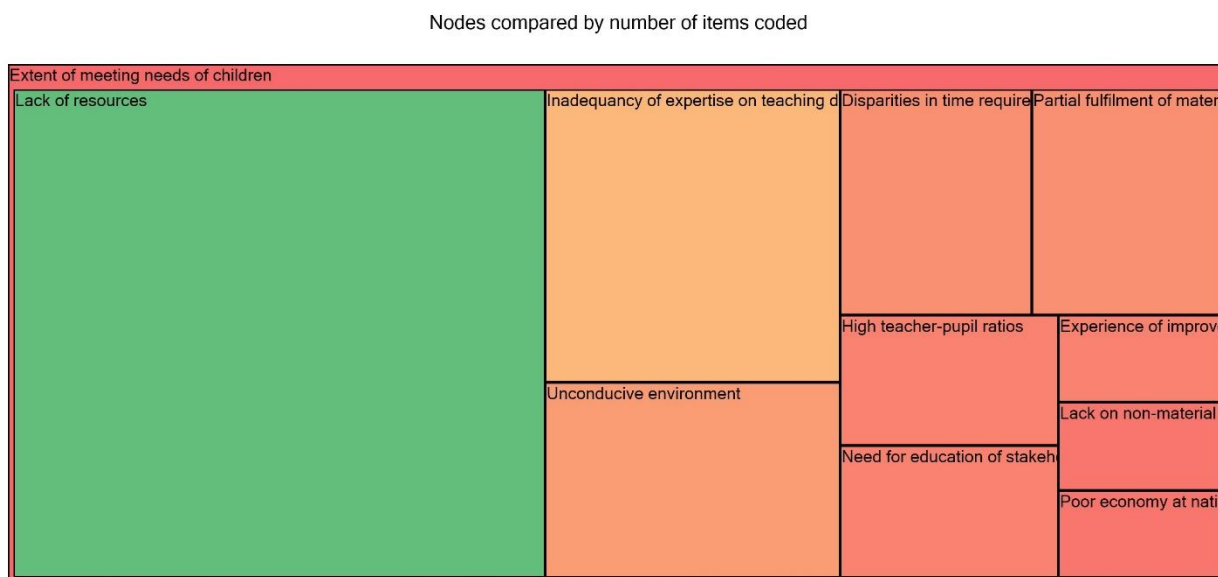 Nodes compared by number of items coded
Extent of meeting needs of children
Lack of resources
Inadequacy of expertise on teaching d
Disparities in time require
Partial fulfilment of mater
Unconducive environment
High teacher-pupil ratios
Experience of improv
Lack on non-material
Need for education of stakeh
Poor economy at nati